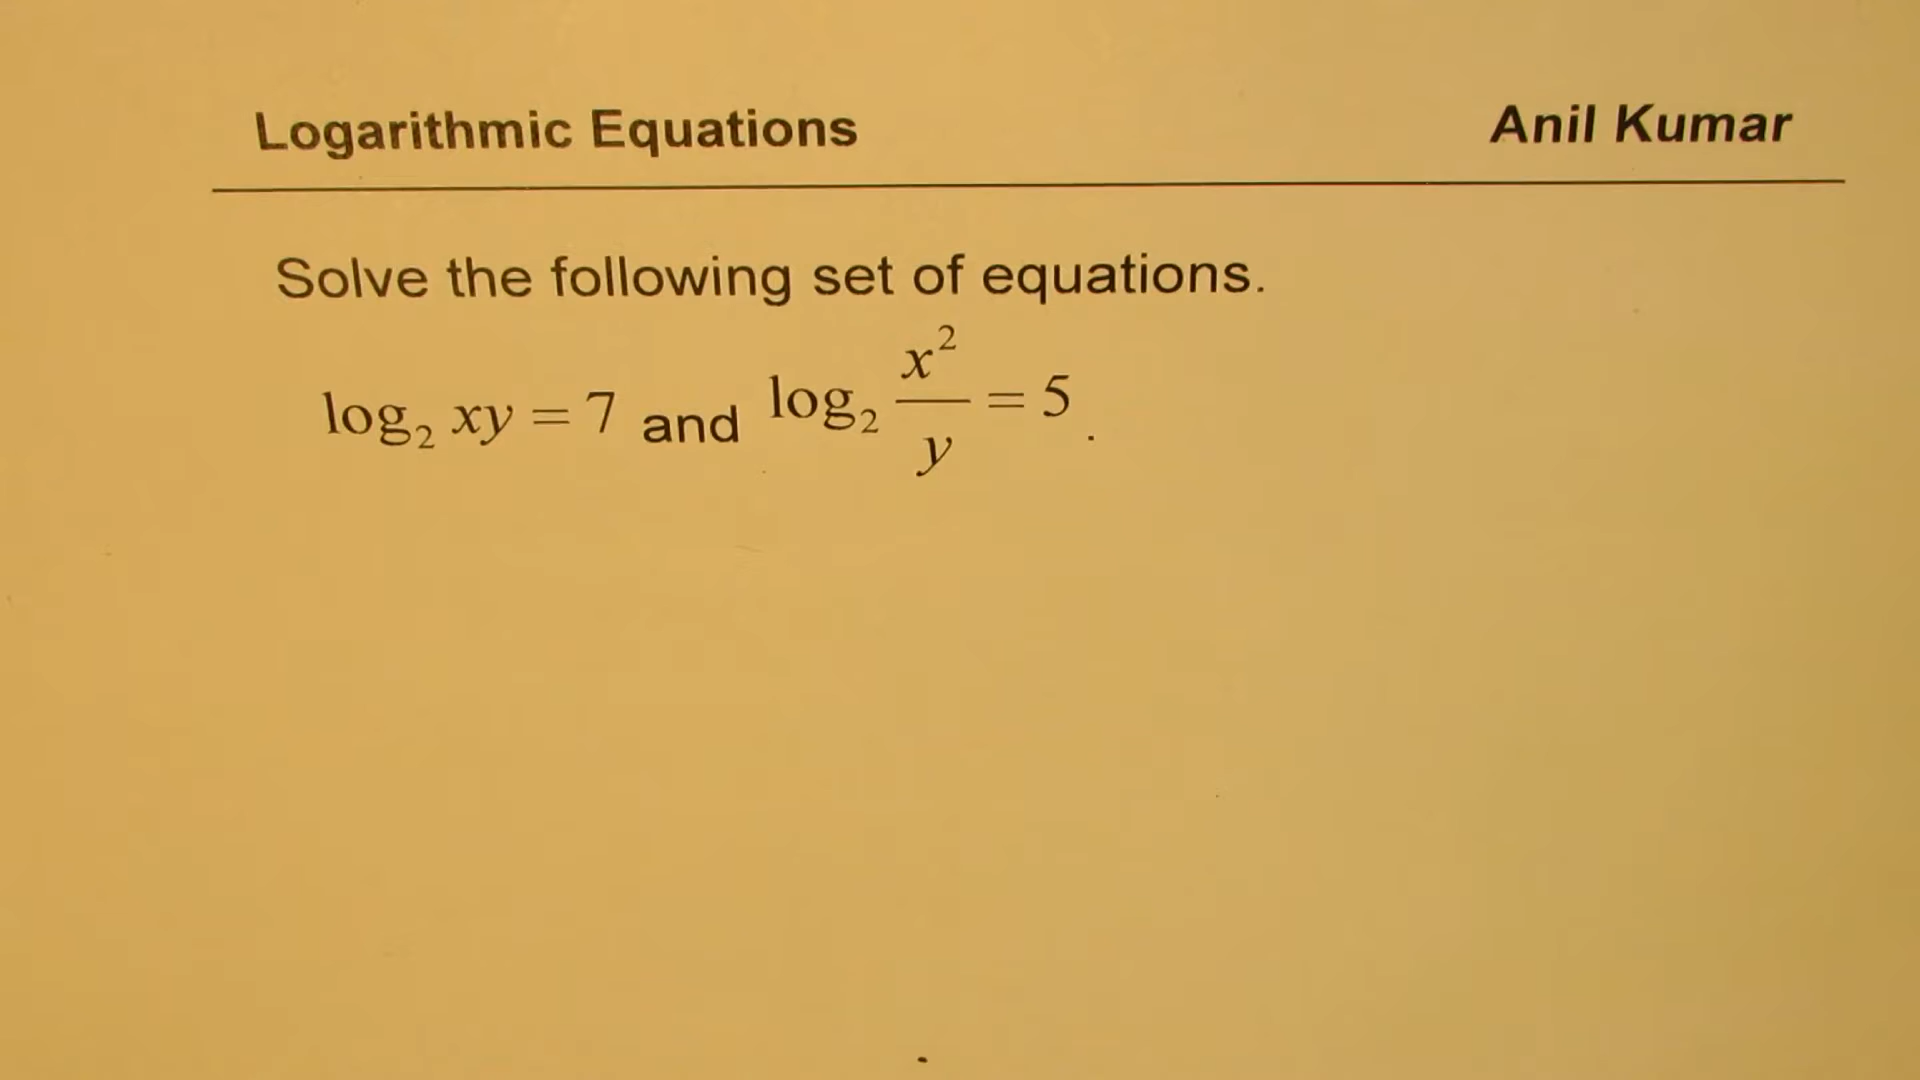 Logarithmic Equations Anil Kumar
Solve the following set of equations.
log₂ xy = 7 and log₂ x²/y = 5.